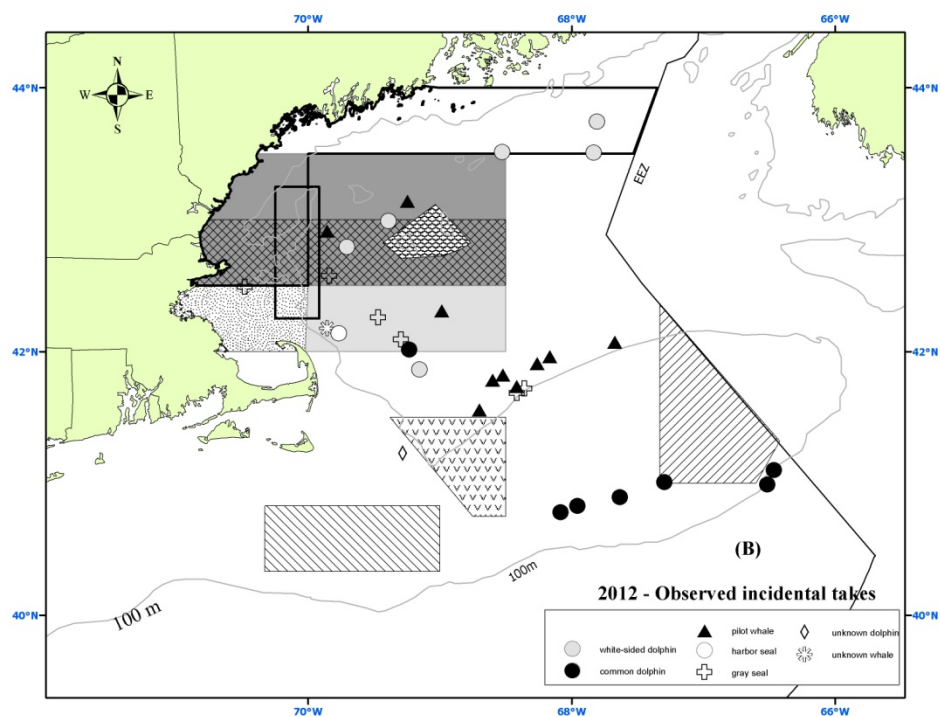 70°W 68°W 66°W
N
W E
S
44°N 44°N
EEZ
42°N 42°N
(B)
100m
2012 - Observed incidental takes
100 m
40°N 40°N
white-sided dolphin
common dolphin
pilot whale
harbor seal
gray seal
unknown dolphin
unknown whale
70°W 68°W 66°W